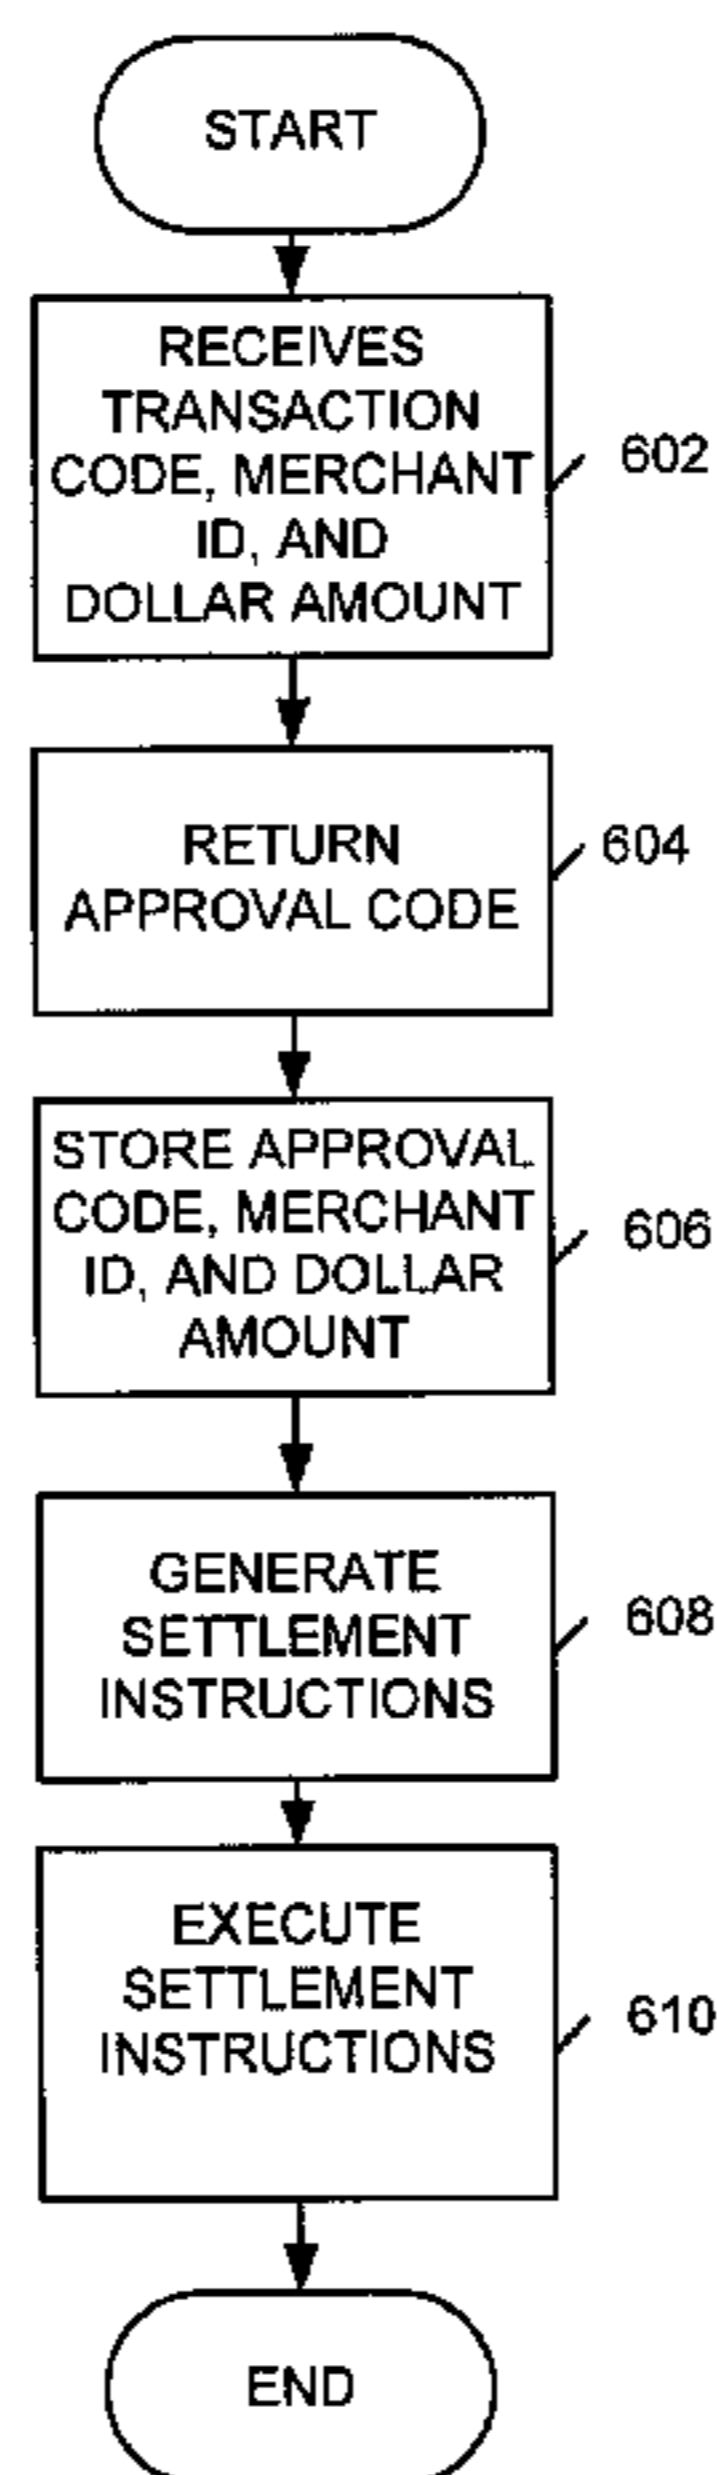 START
RECEIVES
TRANSACTION
CODE, MERCHANT
ID, AND
DOLLAR AMOUNT
602
RETURN
APPROVAL CODE
604
STORE APPROVAL
CODE, MERCHANT
ID, AND DOLLAR
AMOUNT
606
GENERATE
SETTLEMENT
INSTRUCTIONS
608
EXECUTE
SETTLEMENT
INSTRUCTIONS
610
END